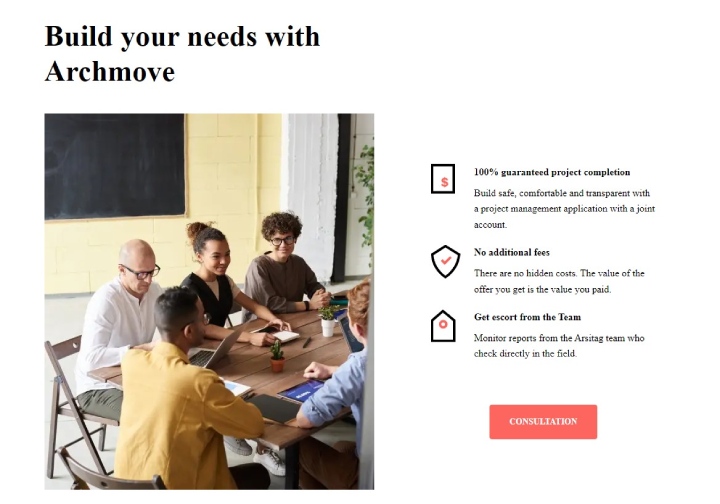 Build your needs with
Archmove
$
100% guaranteed project completion
Build safe, comfortable and transparent with
a project management application with a joint
account.
No additional fees
There are no hidden costs. The value of the
offer you get is the value you paid.
Get escort from the Team
Monitor reports from the Arsitag team who
check directly in the field.
CONSULTATION